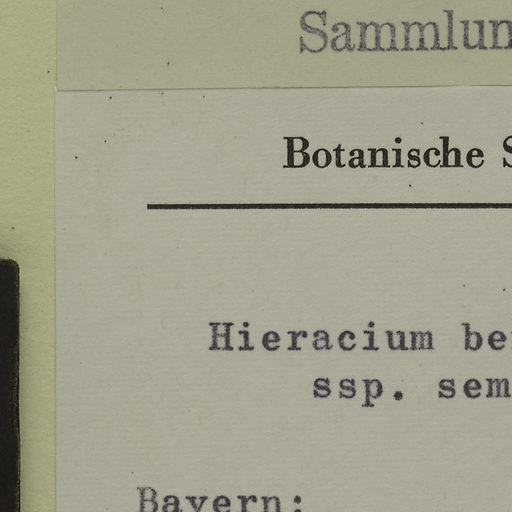 Sammlun
Botanische S
Hieracium be
ssp. sem
Bayern: